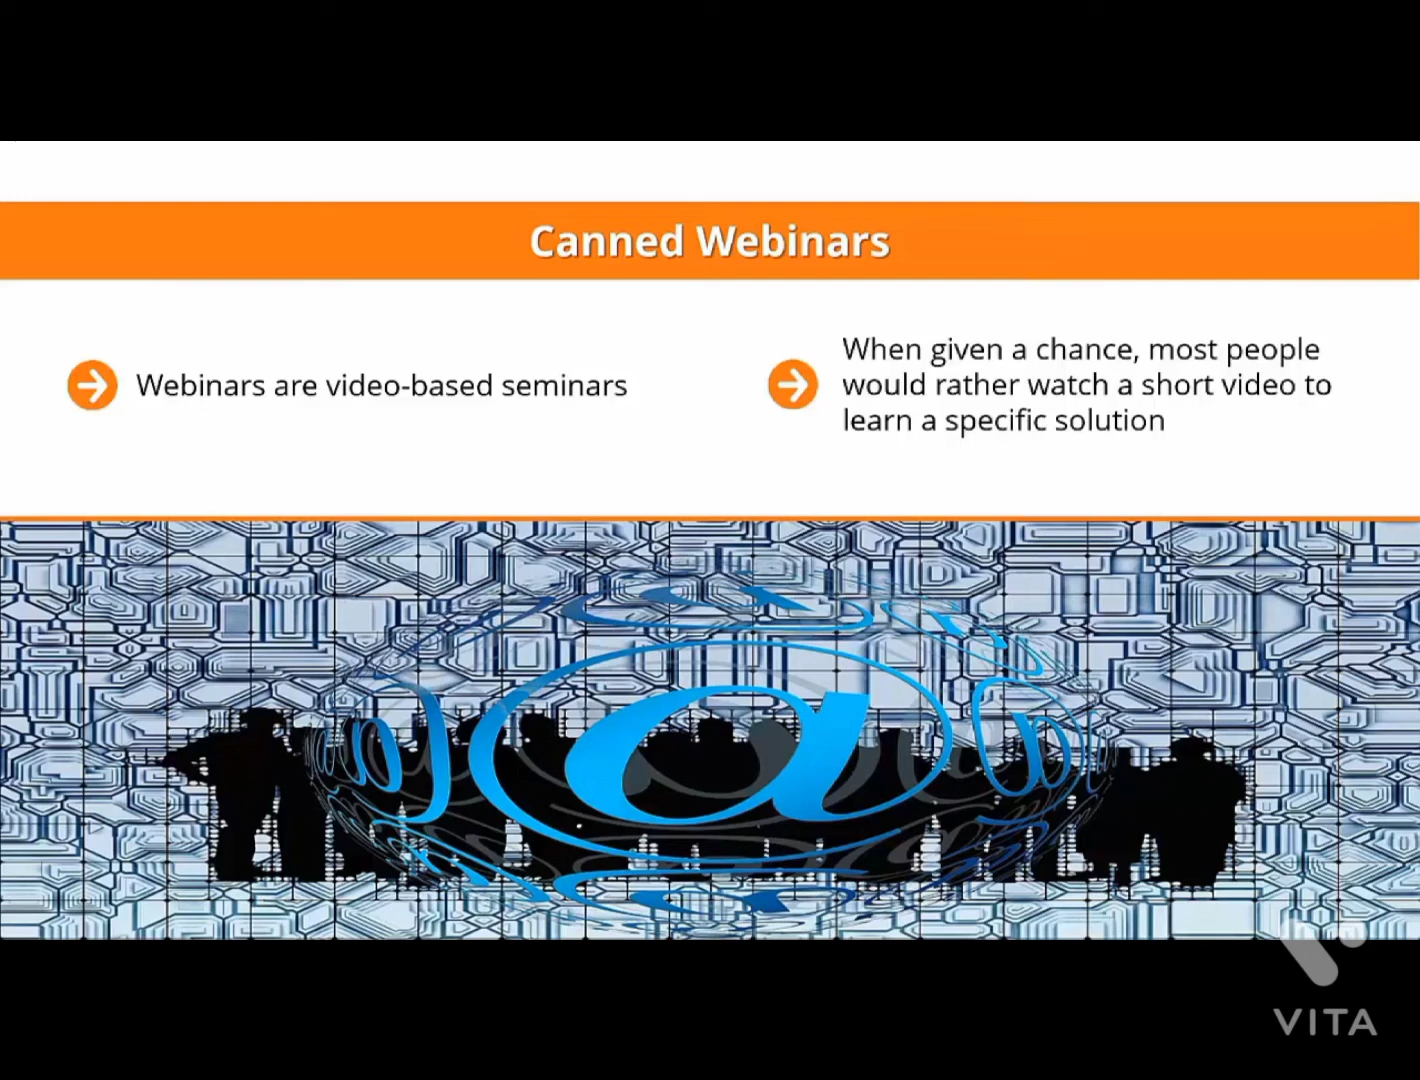 Canned Webinars
Webinars are video-based seminars
When given a chance, most people
would rather watch a short video to
learn a specific solution
@
VITA